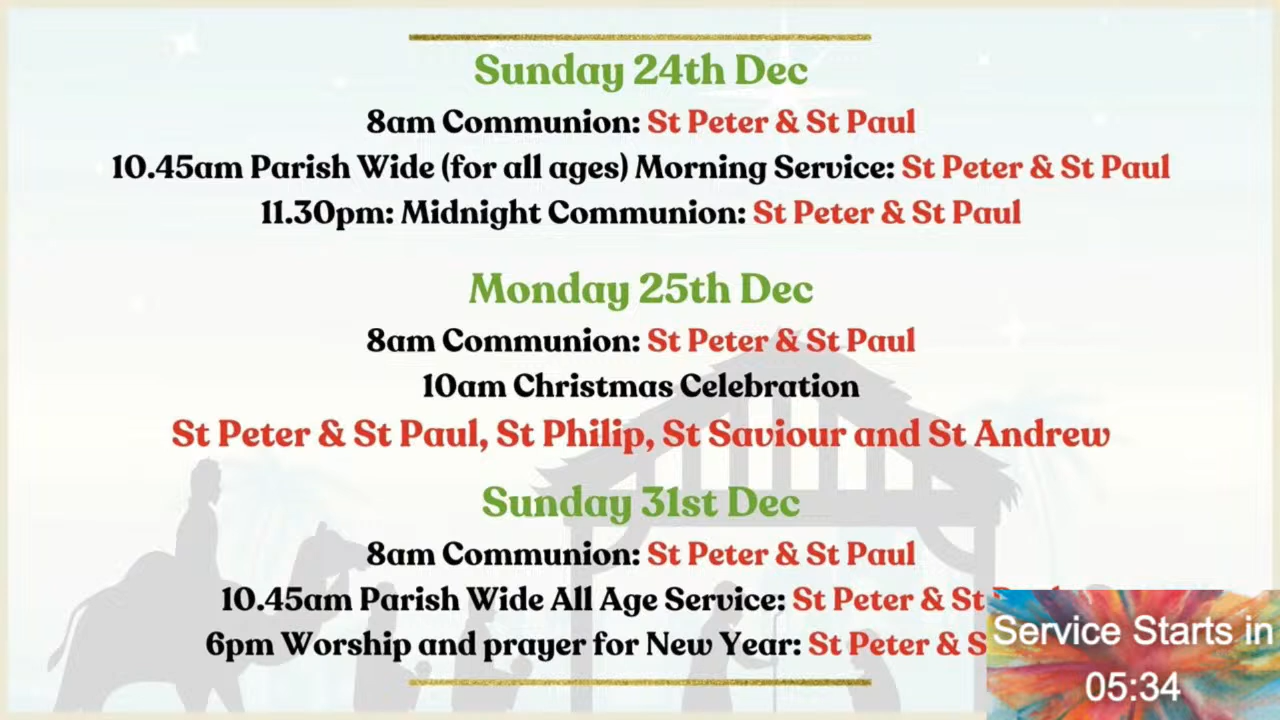 Sunday 24th Dec
8am Communion: St Peter & St Paul
10.45am Parish Wide (for all ages) Morning Service: St Peter & St Paul
11.30pm: Midnight Communion: St Peter & St Paul
Monday 25th Dec
8am Communion: St Peter & St Paul
10am Christmas Celebration
St Peter & St Paul, St Philip, St Saviour and St Andrew
Sunday 31st Dec
8am Communion: St Peter & St Paul
10.45am Parish Wide All Age Service: St Peter & St
6pm Worship and prayer for New Year: St Peter & S
Service Starts in
05:34